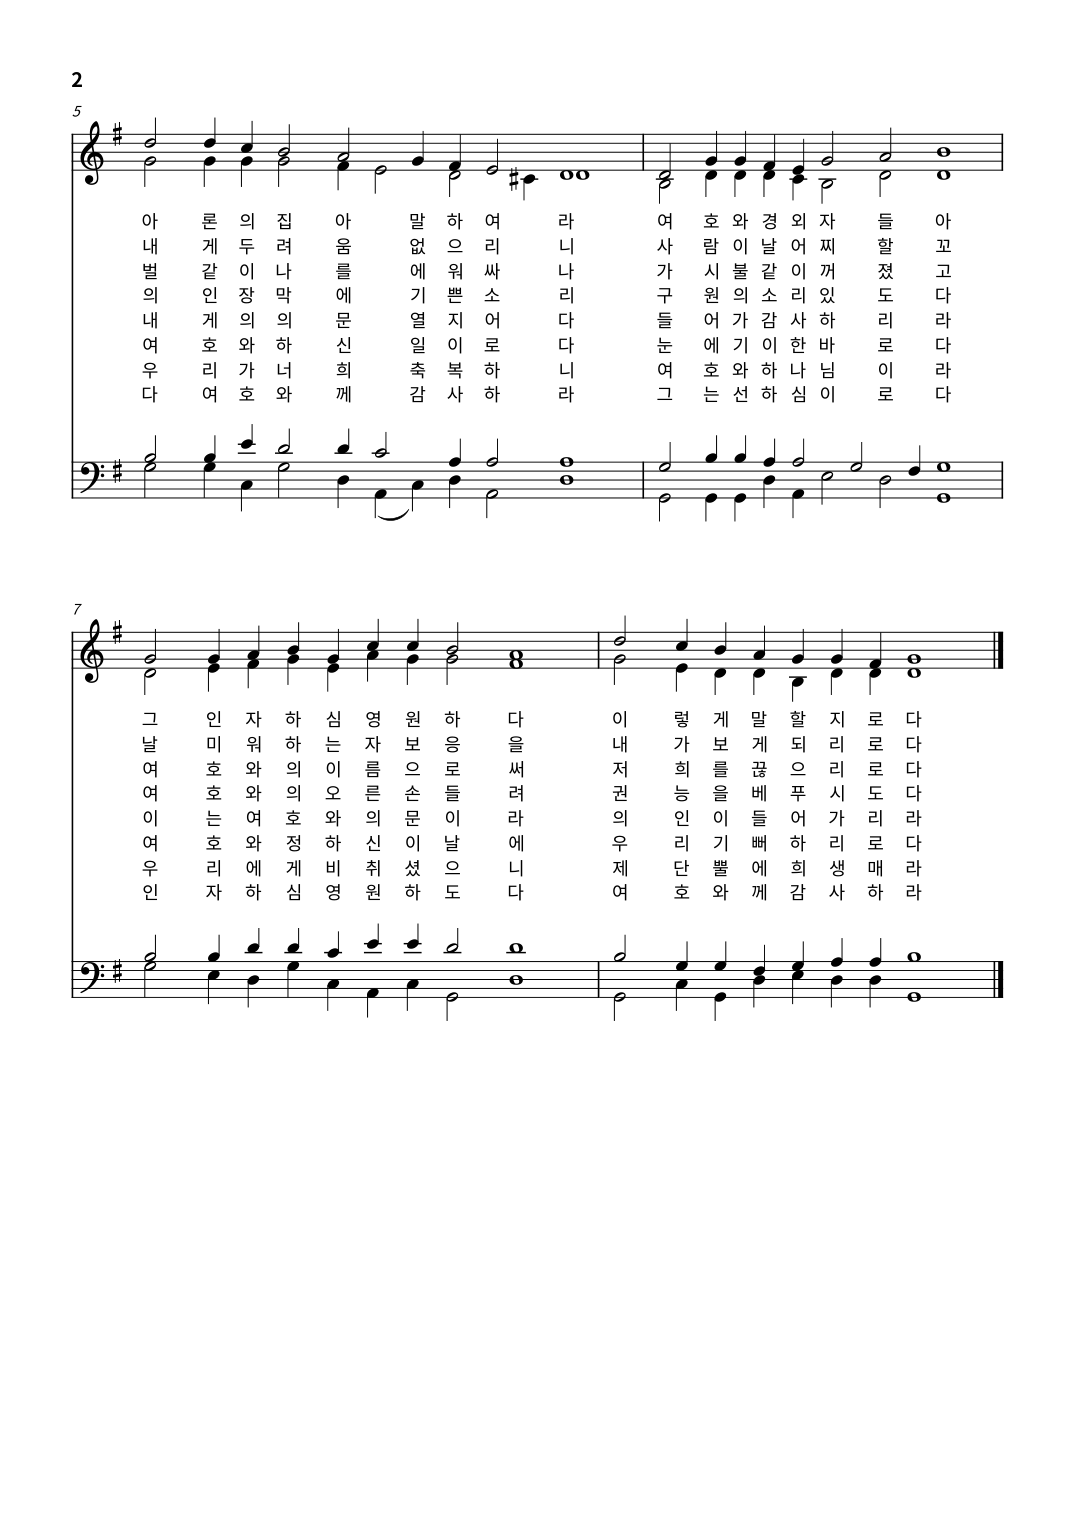 2
5
아 론 의 집 아 말 하 여 라 여 호 와 경 외 자 들 아
내 게 두 려 움 없 으 리 니 사 람 이 날 어 찌 할 꼬
벌 같 이 나 를 에 워 싸 나 가 시 불 같 이 꺼 졌 고
의 인 장 막 에 기 쁜 소 리 구 원 의 소 리 있 도 다
내 게 의 의 문 열 지 어 다 들 어 가 감 사 하 리 라
여 호 와 하 신 일 이 로 다 눈 에 기 이 한 바 로 다
우 리 가 너 희 축 복 하 니 여 호 와 하 나 님 이 라
다 여 호 와 께 감 사 하 라 그 는 선 하 심 이 로 다
7
그 인 자 하 심 영 원 하 다 이 렇 게 말 할 지 로 다
날 미 워 하 는 자 보 응 을 내 가 보 게 되 리 로 다
여 호 와 의 이 름 으 로 써 저 희 를 끊 으 리 로 다
여 호 와 의 오 른 손 들 려 권 능 을 베 푸 시 도 다
이 는 여 호 와 의 문 이 라 의 인 이 들 어 가 리 라
여 호 와 정 하 신 이 날 에 우 리 기 뻐 하 리 로 다
우 리 에 게 비 취 셨 으 니 제 단 뿔 에 희 생 매 라
인 자 하 심 영 원 하 도 다 여 호 와 께 감 사 하 라